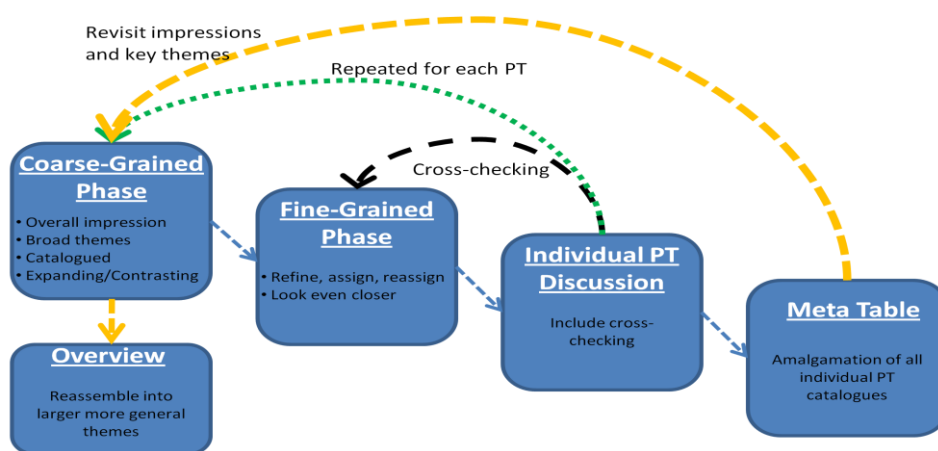 Revisit impressions
and key themes
Repeated for each PT
Cross-checking
Coarse-Grained
Phase
• Overall impression
• Broad themes
• Catalogued
• Expanding/Contrasting
Fine-Grained
Phase
• Refine, assign, reassign
• Look even closer
Individual PT
Discussion
Include cross-
checking
Meta Table
Amalgamation of all
individual PT
catalogues
Overview
Reassemble into
larger more general
themes